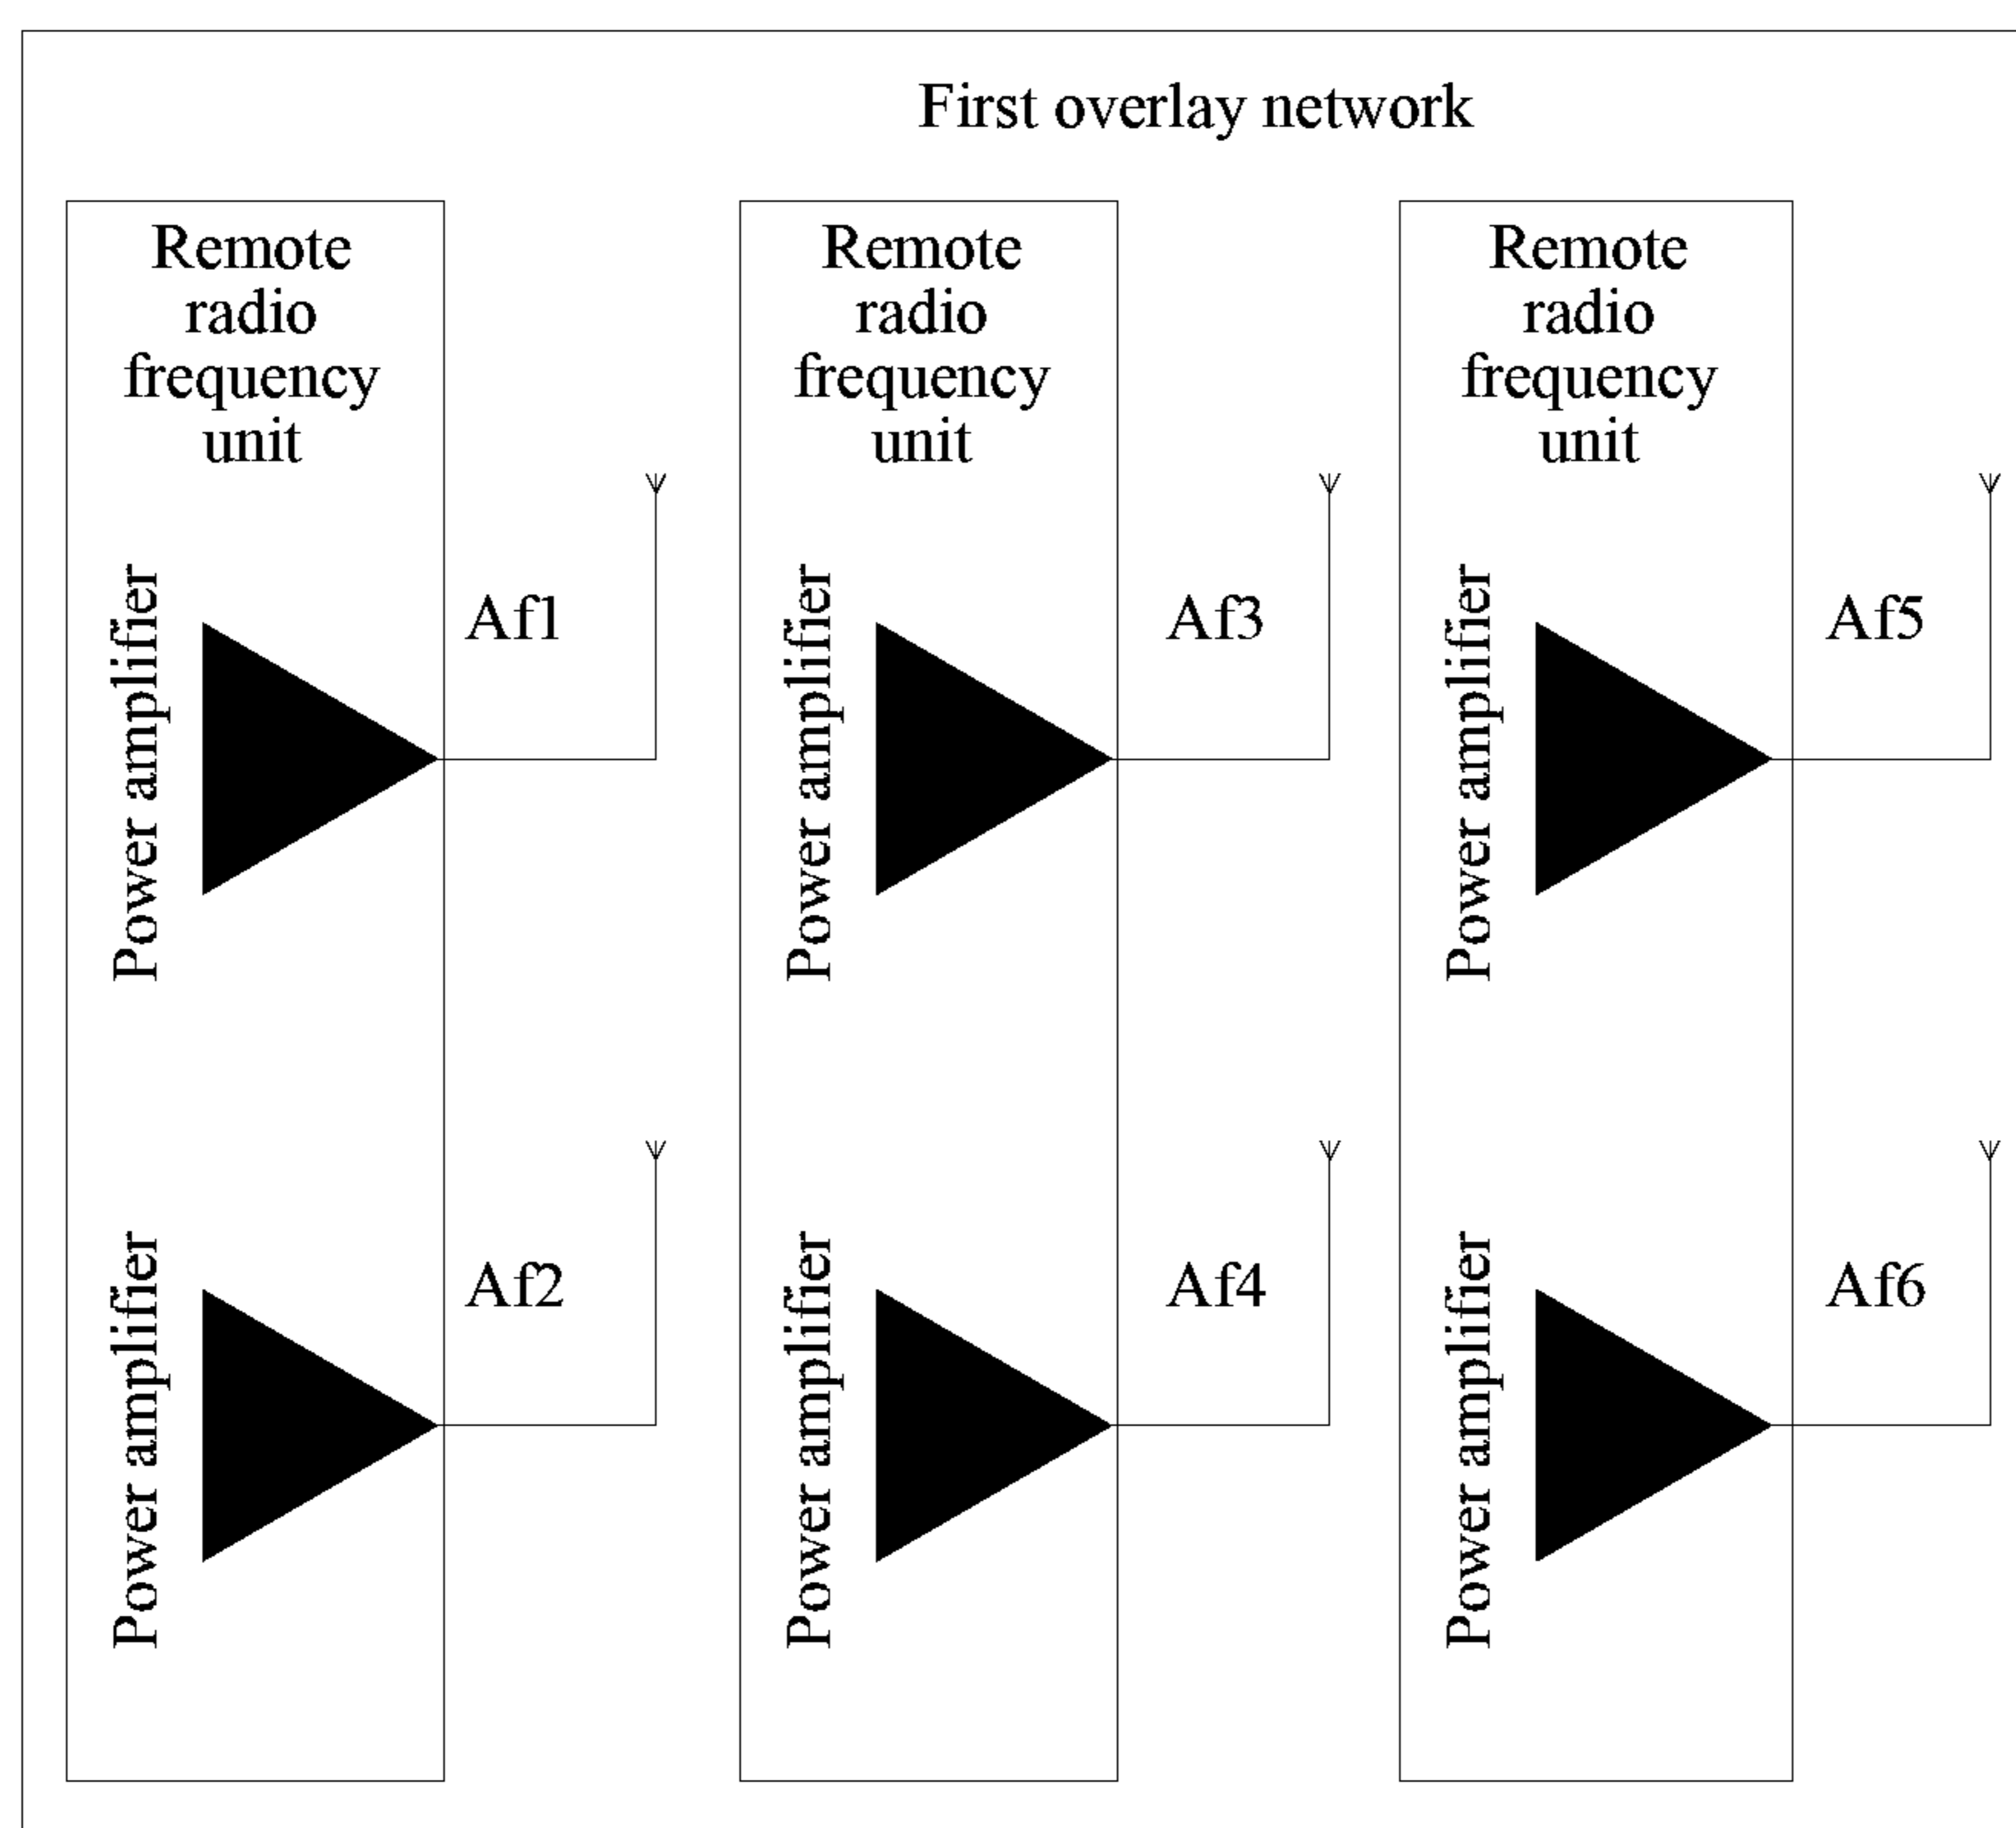 First overlay network
Remote
radio
frequency
unit
Power amplifier
Af1
Power amplifier
Af2
Remote
radio
frequency
unit
Power amplifier
Af3
Power amplifier
Af4
Remote
radio
frequency
unit
Power amplifier
Af5
Power amplifier
Af6